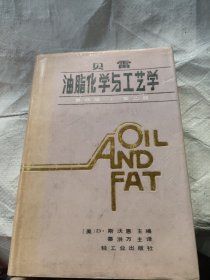 贝雷
油脂化学与工艺学
OIL
AND
FAT
[美]D·斯沃恩 主编
秦洪万 主译
轻工业出版社